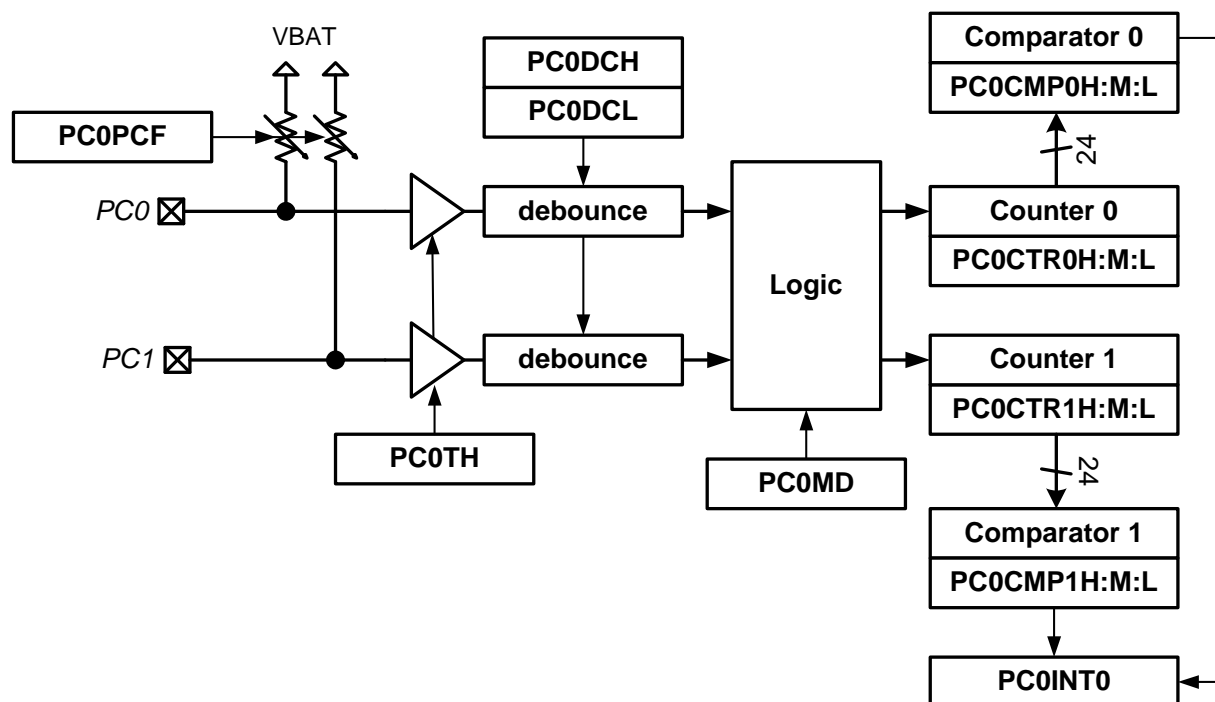 VBAT
PC0DCH
PC0DCL
Comparator 0
PC0CMP0H:M:L
PC0PCF
24
PC0
debounce
Counter 0
PC0CTR0H:M:L
Logic
PC1
debounce
Counter 1
PC0CTR1H:M:L
PC0TH
PC0MD
24
Comparator 1
PC0CMP1H:M:L
PC0INT0